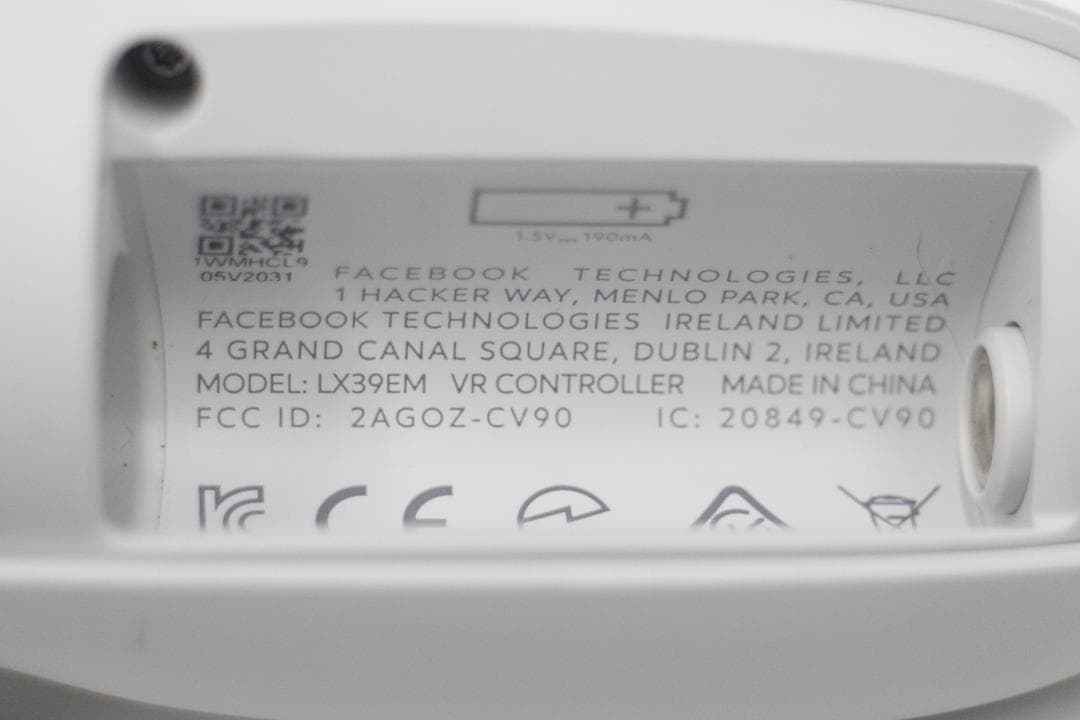 1.5V⎓ 190mA
1WMHCL9
05V2031
FACEBOOK TECHNOLOGIES, LLC
1 HACKER WAY, MENLO PARK, CA, USA
FACEBOOK TECHNOLOGIES IRELAND LIMITED
4 GRAND CANAL SQUARE, DUBLIN 2, IRELAND
MODEL: LX39EM VR CONTROLLER MADE IN CHINA
FCC ID: 2AGOZ-CV90 IC: 20849-CV90
CE